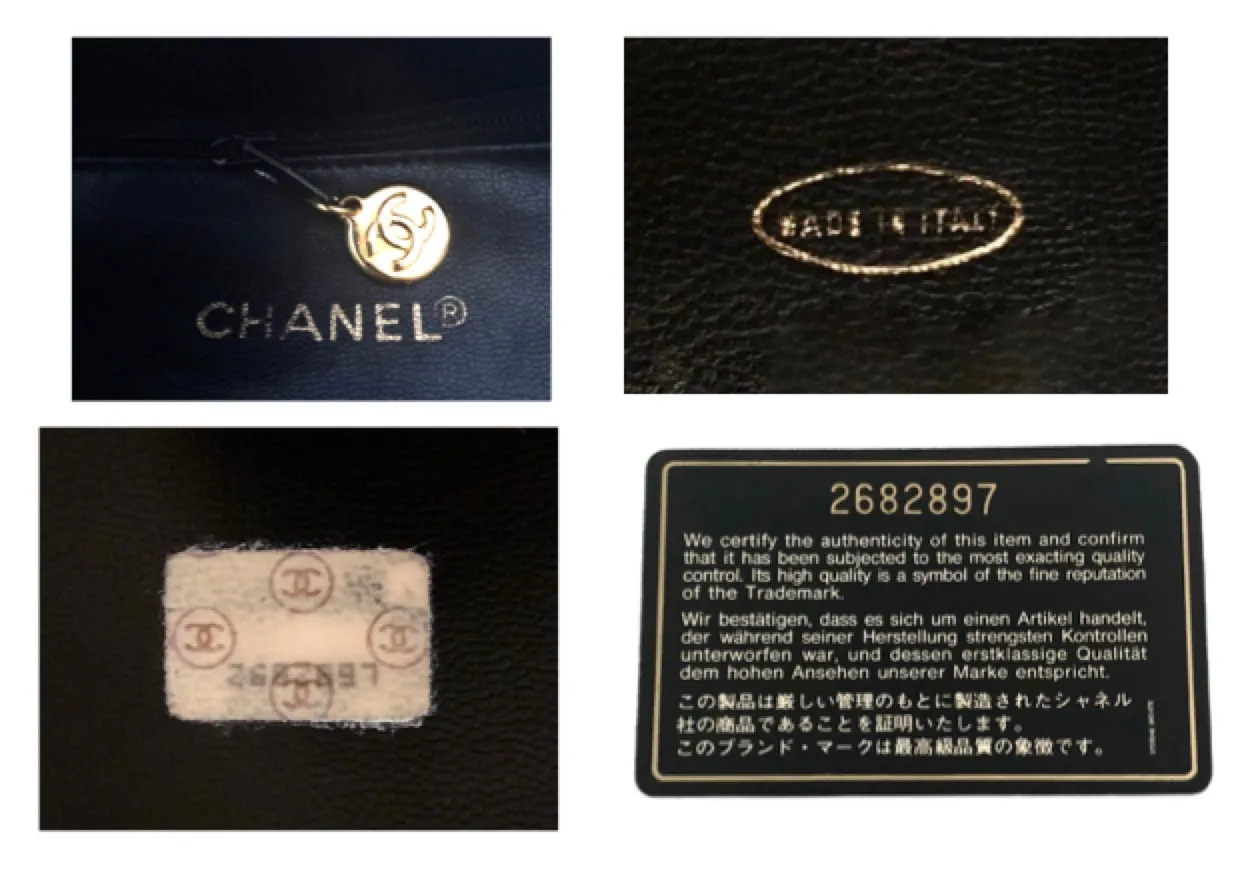 CHANEL®
MADE IN ITALY
2682897
We certify the authenticity of this item and confirm
that it has been subjected to the most exacting quality
control. Its high quality is a symbol of the fine reputation
of the Trademark.
Wir bestätigen, dass es sich um einen Artikel handelt,
der während seiner Herstellung strengsten Kontrollen
unterworfen war, und dessen erstklassige Qualität
dem hohen Ansehen unserer Marke entspricht.
この製品は厳しい管理のもとに製造されたシャネル
社の商品であることを証明いたします。
このブランド・マークは最高級品質の象徴です。